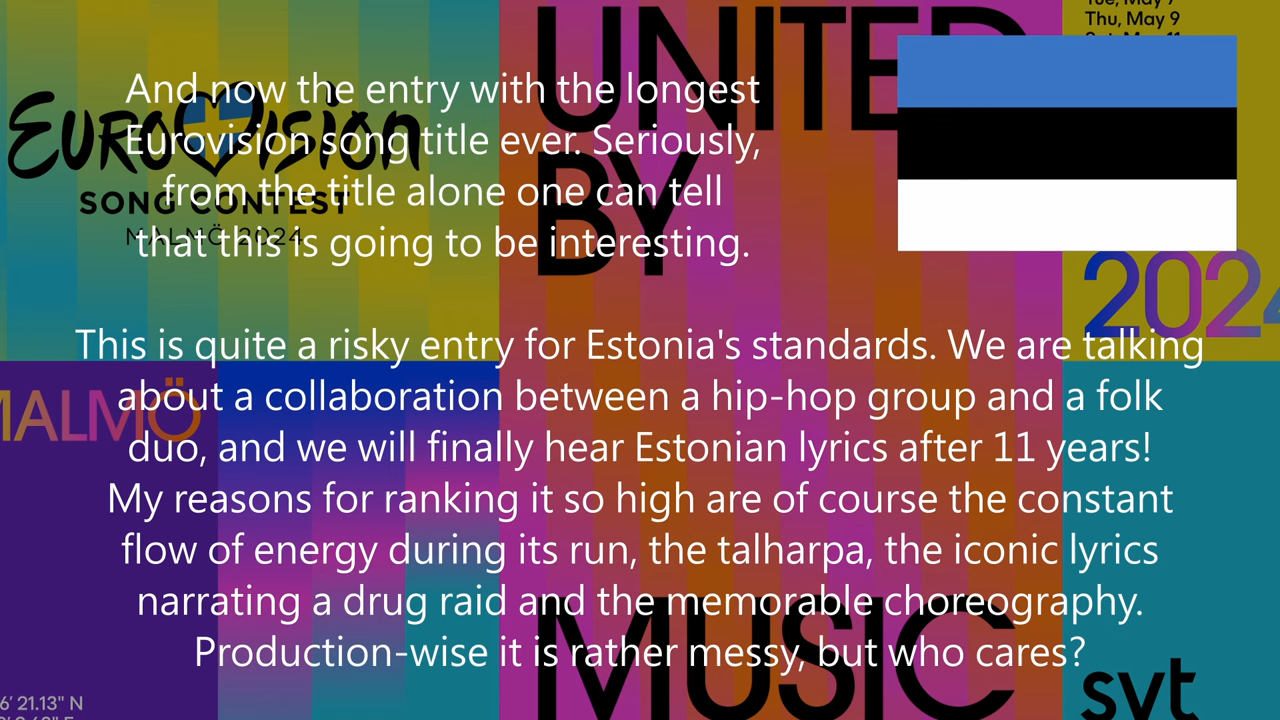 And now the entry with the longest
Eurovision song title ever. Seriously,
from the title alone one can tell
that this is going to be interesting.
This is quite a risky entry for Estonia's standards. We are talking
about a collaboration between a hip-hop group and a folk
duo, and we will finally hear Estonian lyrics after 11 years!
My reasons for ranking it so high are of course the constant
flow of energy during its run, the talharpa, the iconic lyrics
narrating a drug raid and the memorable choreography.
Production-wise it is rather messy, but who cares?
EUROVISION
SONG CONTEST
MALMÖ 2024
UNITED
BY
MUSIC
Thu, May 9
2024
MALMÖ
6' 21.13" N
svt